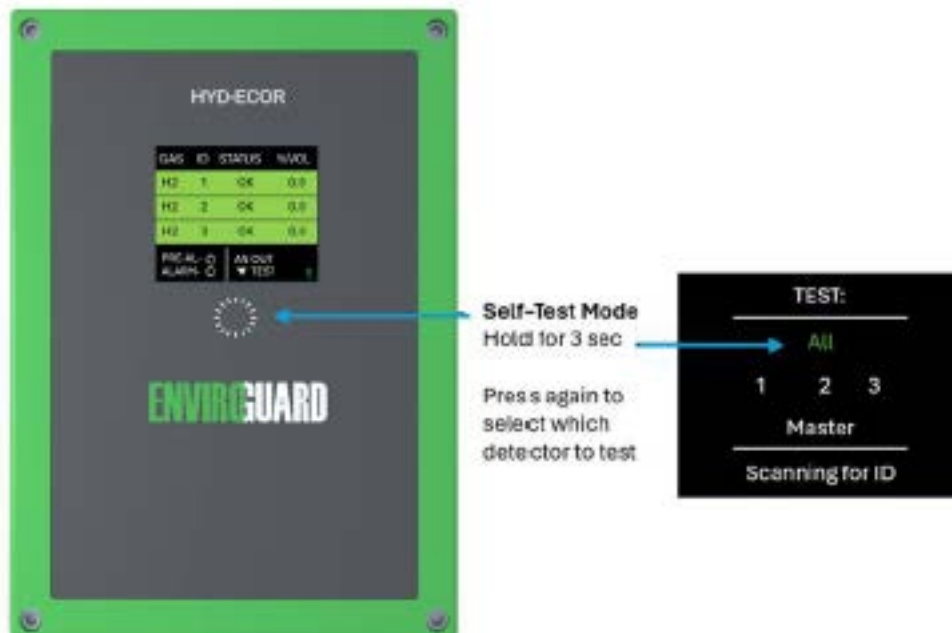 HYD-ECOR
GAS ID STATUS %VOL
H2 1 OK 0.0
H2 2 OK 0.0
H2 3 OK 0.0
PRE-AL- AN OUT
ALARM- ▼ TEST
ENVIROGUARD
Self-Test Mode
Hold for 3 sec
Press again to
select which
detector to test
TEST:
All
1 2 3
Master
Scanning for ID